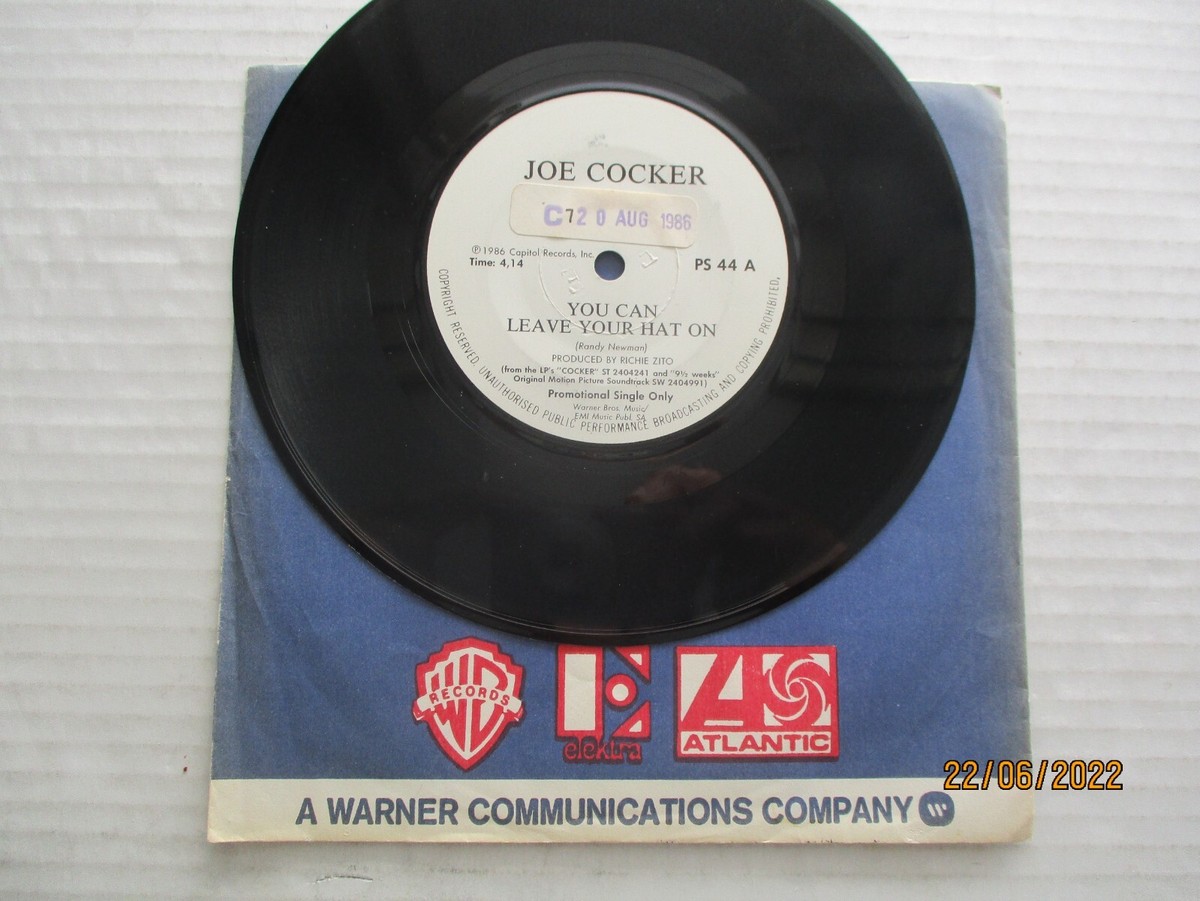 JOE COCKER
C720 AUG 1986
℗1986 Capitol Records, Inc.
Time: 4,14
PS 44 A
YOU CAN
LEAVE YOUR HAT ON
(Randy Newman)
PRODUCED BY RICHIE ZITO
(from the LP's "COCKER" ST 2404241 and "9½ weeks"
Original Motion Picture Soundtrack SW 2404991)
Promotional Single Only
Warner Bros. Music/
EMI Music Publ. SA
COPYRIGHT RESERVED. UNAUTHORISED PUBLIC PERFORMANCE BROADCASTING AND COPYING PROHIBITED.
WB RECORDS
elektra
ATLANTIC
A WARNER COMMUNICATIONS COMPANY
22/06/2022